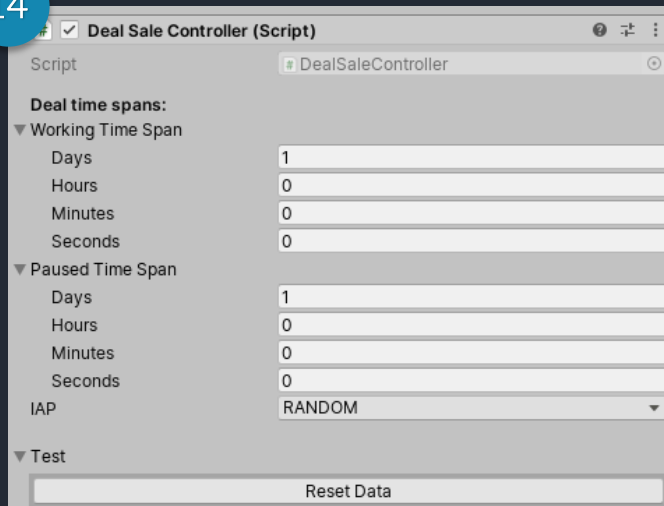 14
# Deal Sale Controller (Script)
Script # DealSaleController
Deal time spans:
Working Time Span
Days 1
Hours 0
Minutes 0
Seconds 0
Paused Time Span
Days 1
Hours 0
Minutes 0
Seconds 0
IAP RANDOM
Test
Reset Data